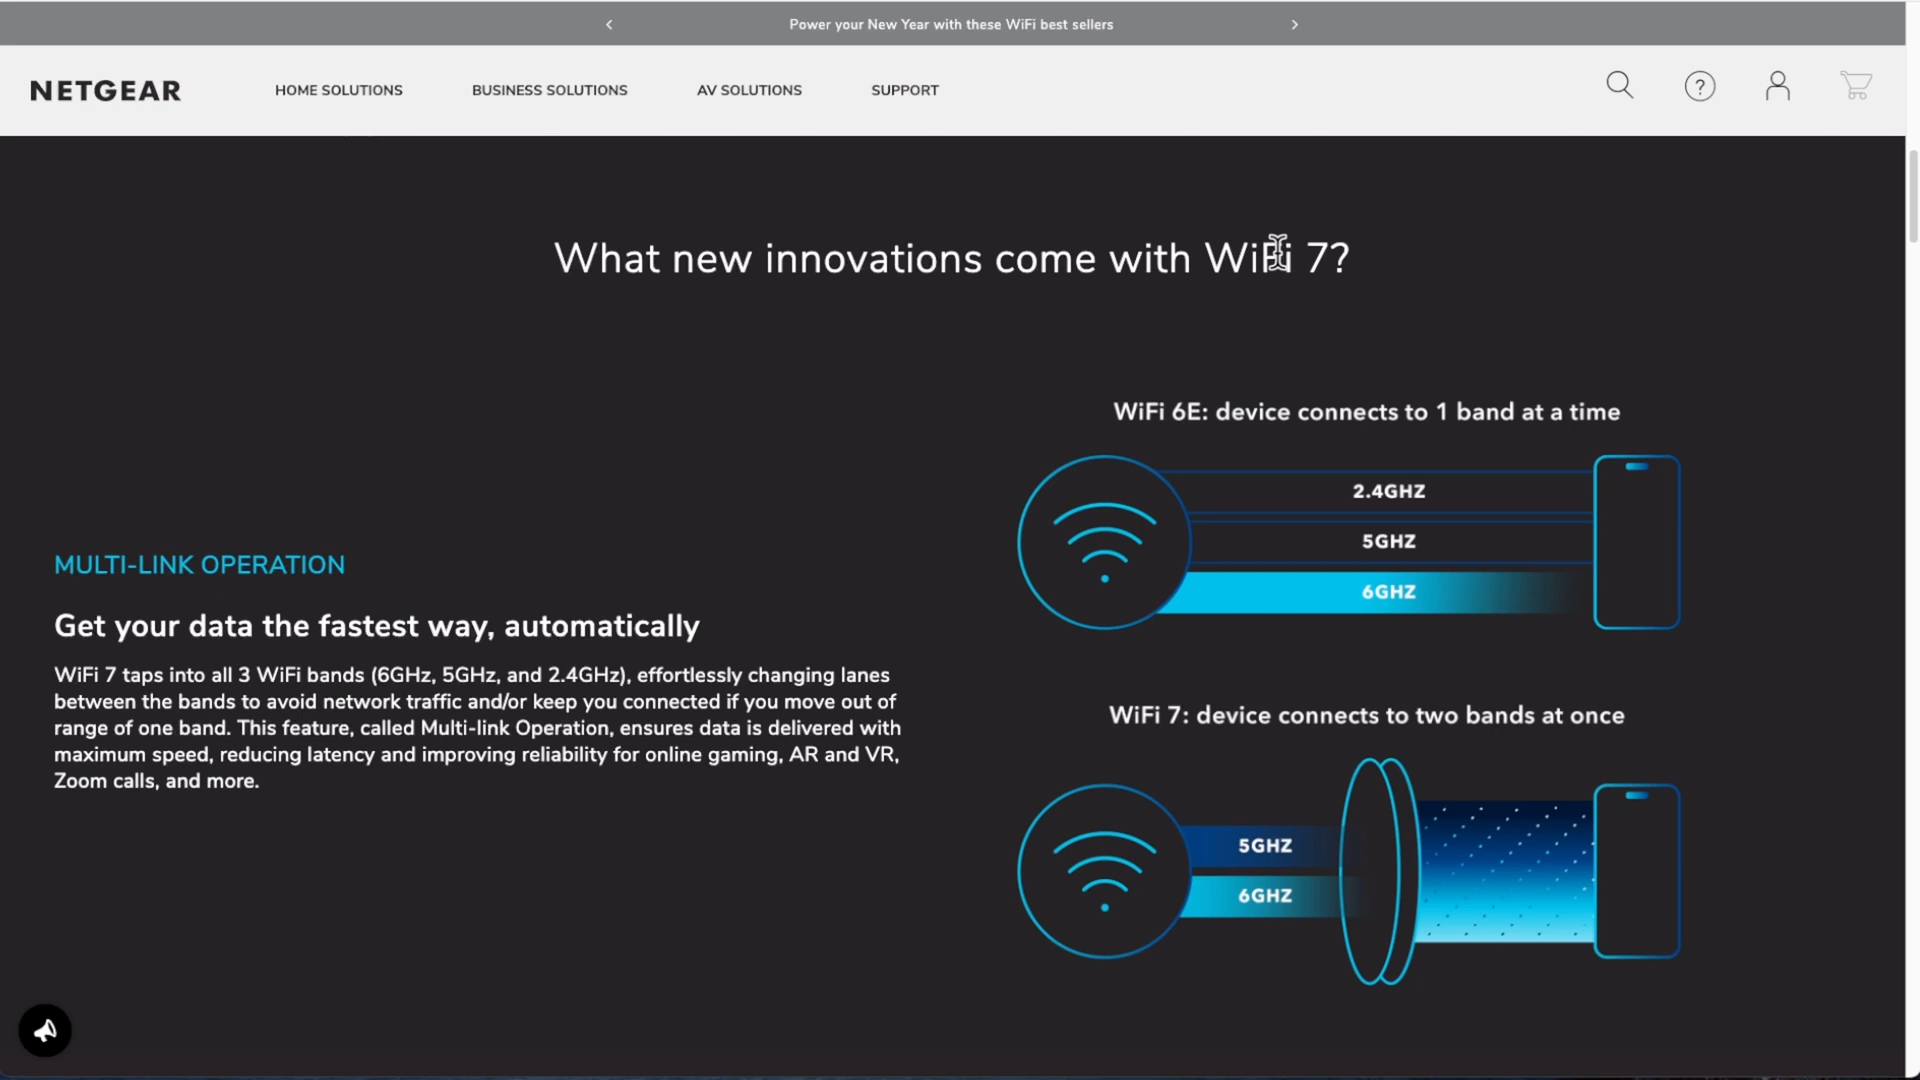 Power your New Year with these WiFi best sellers
NETGEAR
HOME SOLUTIONS
BUSINESS SOLUTIONS
AV SOLUTIONS
SUPPORT
?
What new innovations come with WiFi 7?
MULTI-LINK OPERATION
Get your data the fastest way, automatically
WiFi 7 taps into all 3 WiFi bands (6GHz, 5GHz, and 2.4GHz), effortlessly changing lanes
between the bands to avoid network traffic and/or keep you connected if you move out of
range of one band. This feature, called Multi-link Operation, ensures data is delivered with
maximum speed, reducing latency and improving reliability for online gaming, AR and VR,
Zoom calls, and more.
WiFi 6E: device connects to 1 band at a time
2.4GHZ
5GHZ
6GHZ
WiFi 7: device connects to two bands at once
5GHZ
6GHZ